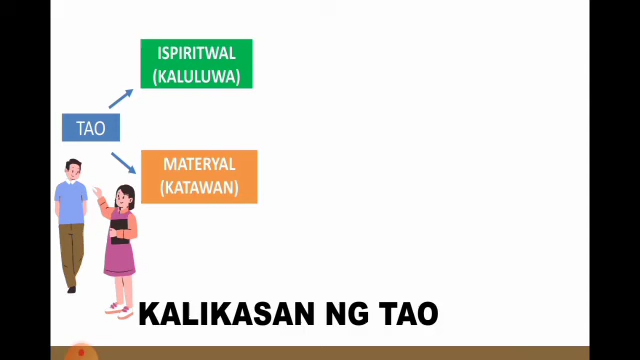 ISPIRITWAL
(KALULUWA)
TAO
MATERYAL
(KATAWAN)
KALIKASAN NG TAO